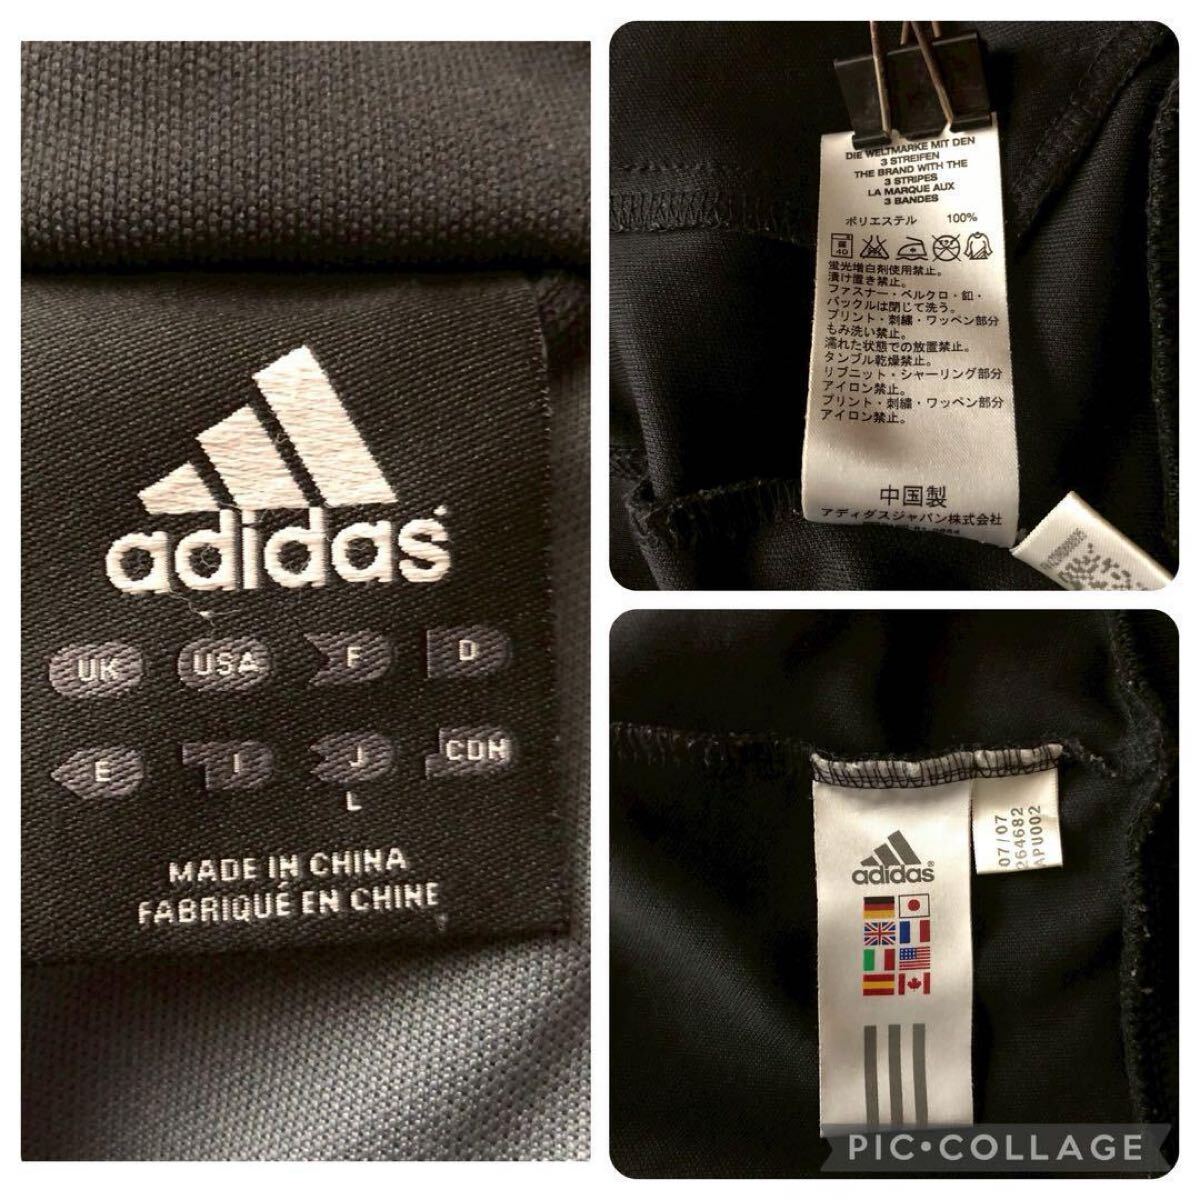 adidas
UK USA F D
E I J CDN
L
MADE IN CHINA
FABRIQUÉ EN CHINE
DIE WELTMARKE MIT DEN
3 STREIFEN
THE BRAND WITH THE
3 STRIPES
LA MARQUE AUX
3 BANDES
ポリエステル 100%
40
蛍光増白剤使用禁止。
漬け置き禁止。
ファスナー・ベルクロ・釦・
バックルは閉じて洗う。
プリント・刺繍・ワッペン部分
もみ洗い禁止。
濡れた状態での放置禁止。
タンブル乾燥禁止。
リブニット・シャーリング部分
アイロン禁止。
プリント・刺繍・ワッペン部分
アイロン禁止。
中国製
アディダスジャパン株式会社
adidas®
07/07
264682
APU002
PIC•COLLAGE